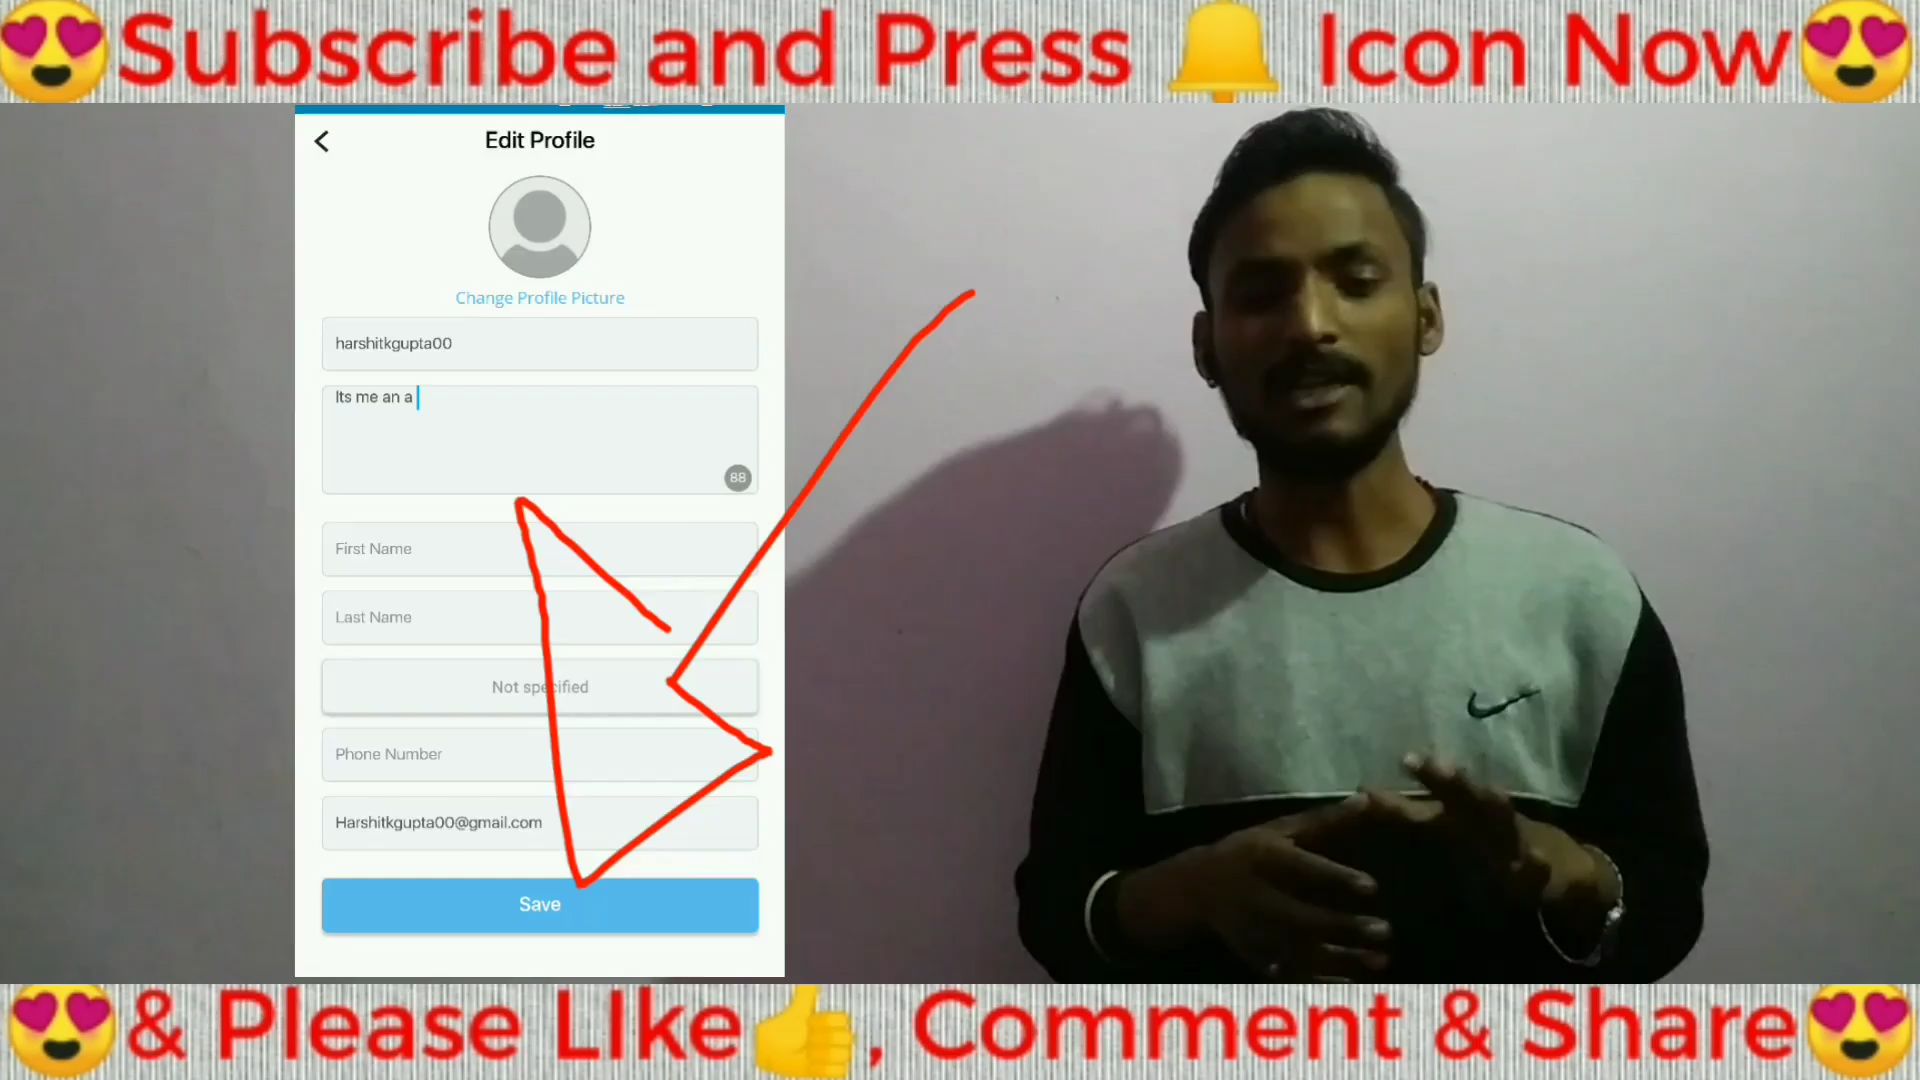 Subscribe and Press Icon Now
Edit Profile
Change Profile Picture
harshitkgupta00
Its me an a
88
First Name
Last Name
Not specified
Phone Number
Harshitkgupta00@gmail.com
Save
& Please LIke , Comment & Share